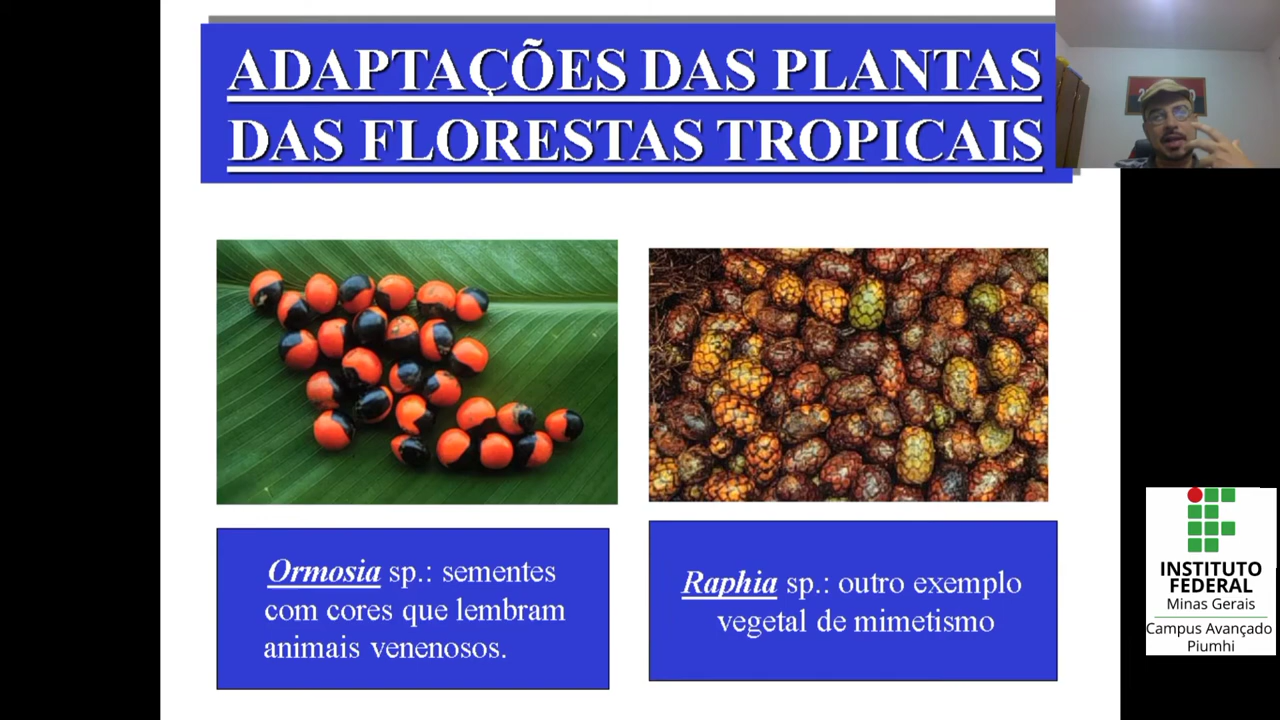 ADAPTAÇÕES DAS PLANTAS
DAS FLORESTAS TROPICAIS
Ormosia sp.: sementes
com cores que lembram
animais venenosos.
Raphia sp.: outro exemplo
vegetal de mimetismo
INSTITUTO
FEDERAL
Minas Gerais
Campus Avançado
Piumhi